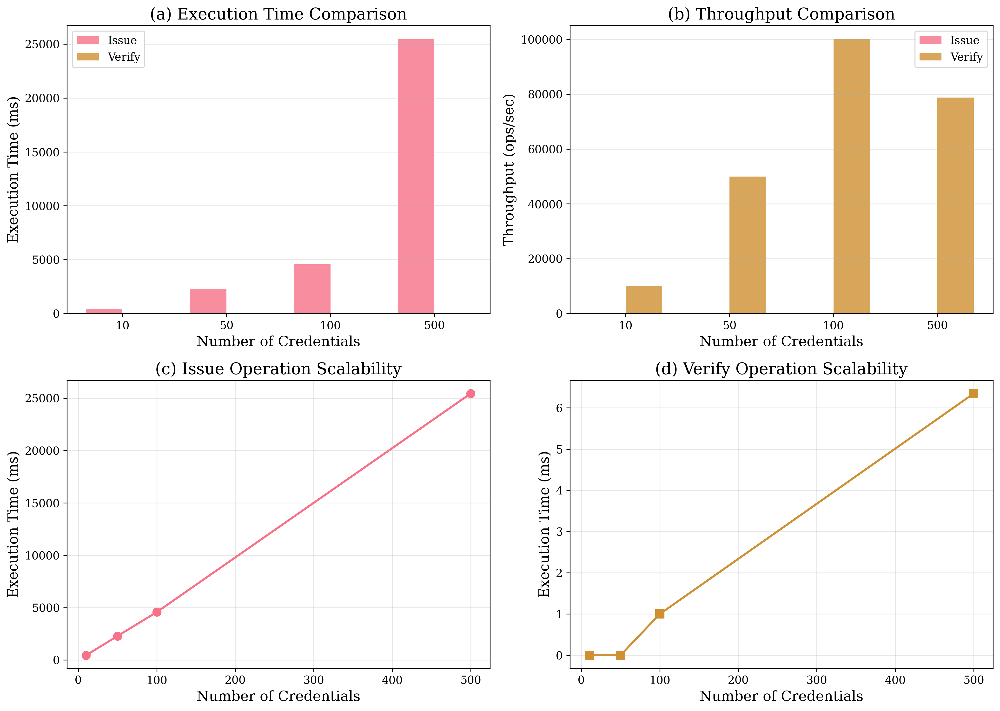 (a) Execution Time Comparison
Execution Time (ms)
25000
20000
15000
10000
5000
0
Issue
Verify
10 50 100 500
Number of Credentials
(b) Throughput Comparison
Throughput (ops/sec)
100000
80000
60000
40000
20000
0
Issue
Verify
10 50 100 500
Number of Credentials
(c) Issue Operation Scalability
Execution Time (ms)
25000
20000
15000
10000
5000
0
0 100 200 300 400 500
Number of Credentials
(d) Verify Operation Scalability
Execution Time (ms)
6
5
4
3
2
1
0
0 100 200 300 400 500
Number of Credentials